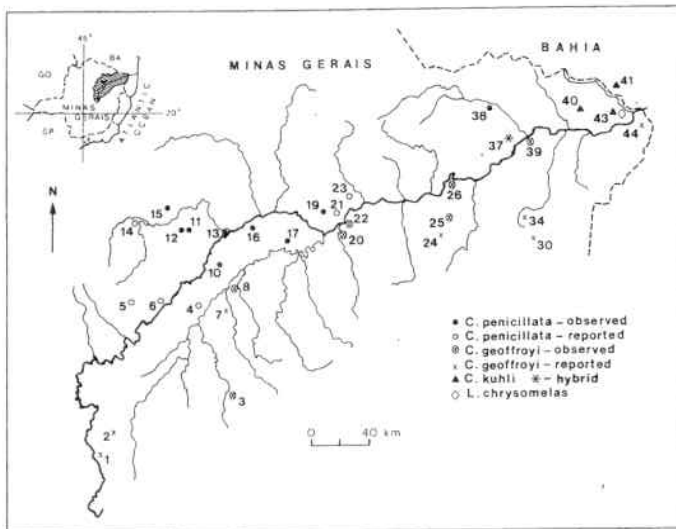 45°
BA
GO
MINAS
GERAIS
20°
SP
ATLANTIC
OCEANIC
MINAS GERAIS
BAHIA
N
41
40
43
44
38
37
39
23
19
21
22
26
15
11
14
12
13
16
17
20
25
24
34
30
10
8
5
6
4
7
3
2
1
C. penicillata – observed
C. penicillata – reported
C. geoffroyi – observed
C. geoffroyi – reported
C. kuhli – hybrid
L. chrysomelas
0 40 km